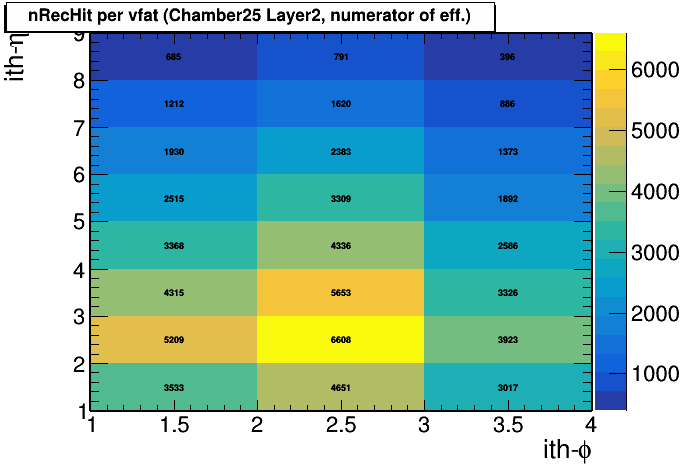 nRecHit per vfat (Chamber25 Layer2, numerator of eff.)
ith-η
9
685 791 396
8
1212 1620 886
7
1930 2383 1373
6
2515 3309 1892
5
3368 4336 2586
4
4315 5653 3326
3
5209 6608 3923
2
3533 4651 3017
1
1 1.5 2 2.5 3 3.5 4
ith-ϕ
6000
5000
4000
3000
2000
1000